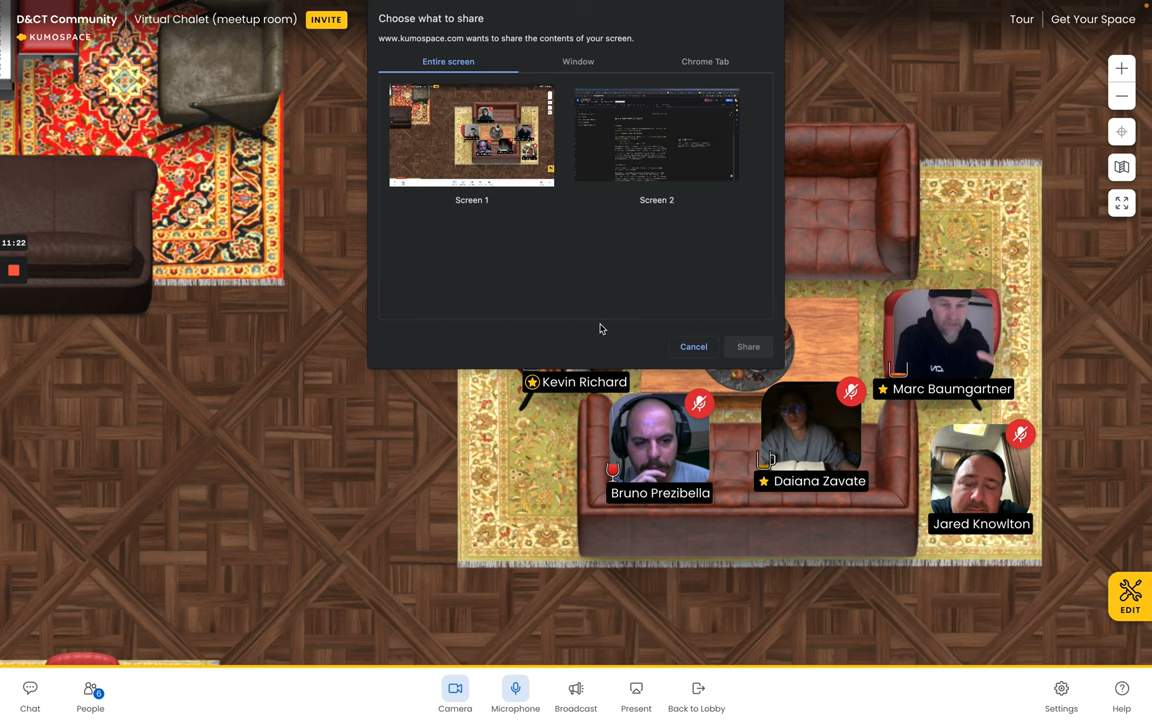 D&CT Community
Virtual Chalet (meetup room)
INVITE
KUMOSPACE
Tour
Get Your Space
Choose what to share
www.kumospace.com wants to share the contents of your screen.
Entire screen
Window
Chrome Tab
Screen 1
Screen 2
Cancel
Share
11:22
Kevin Richard
Marc Baumgartner
Bruno Prezibella
Daiana Zavate
Jared Knowlton
EDIT
Chat
6
People
Camera
Microphone
Broadcast
Present
Back to Lobby
Settings
Help